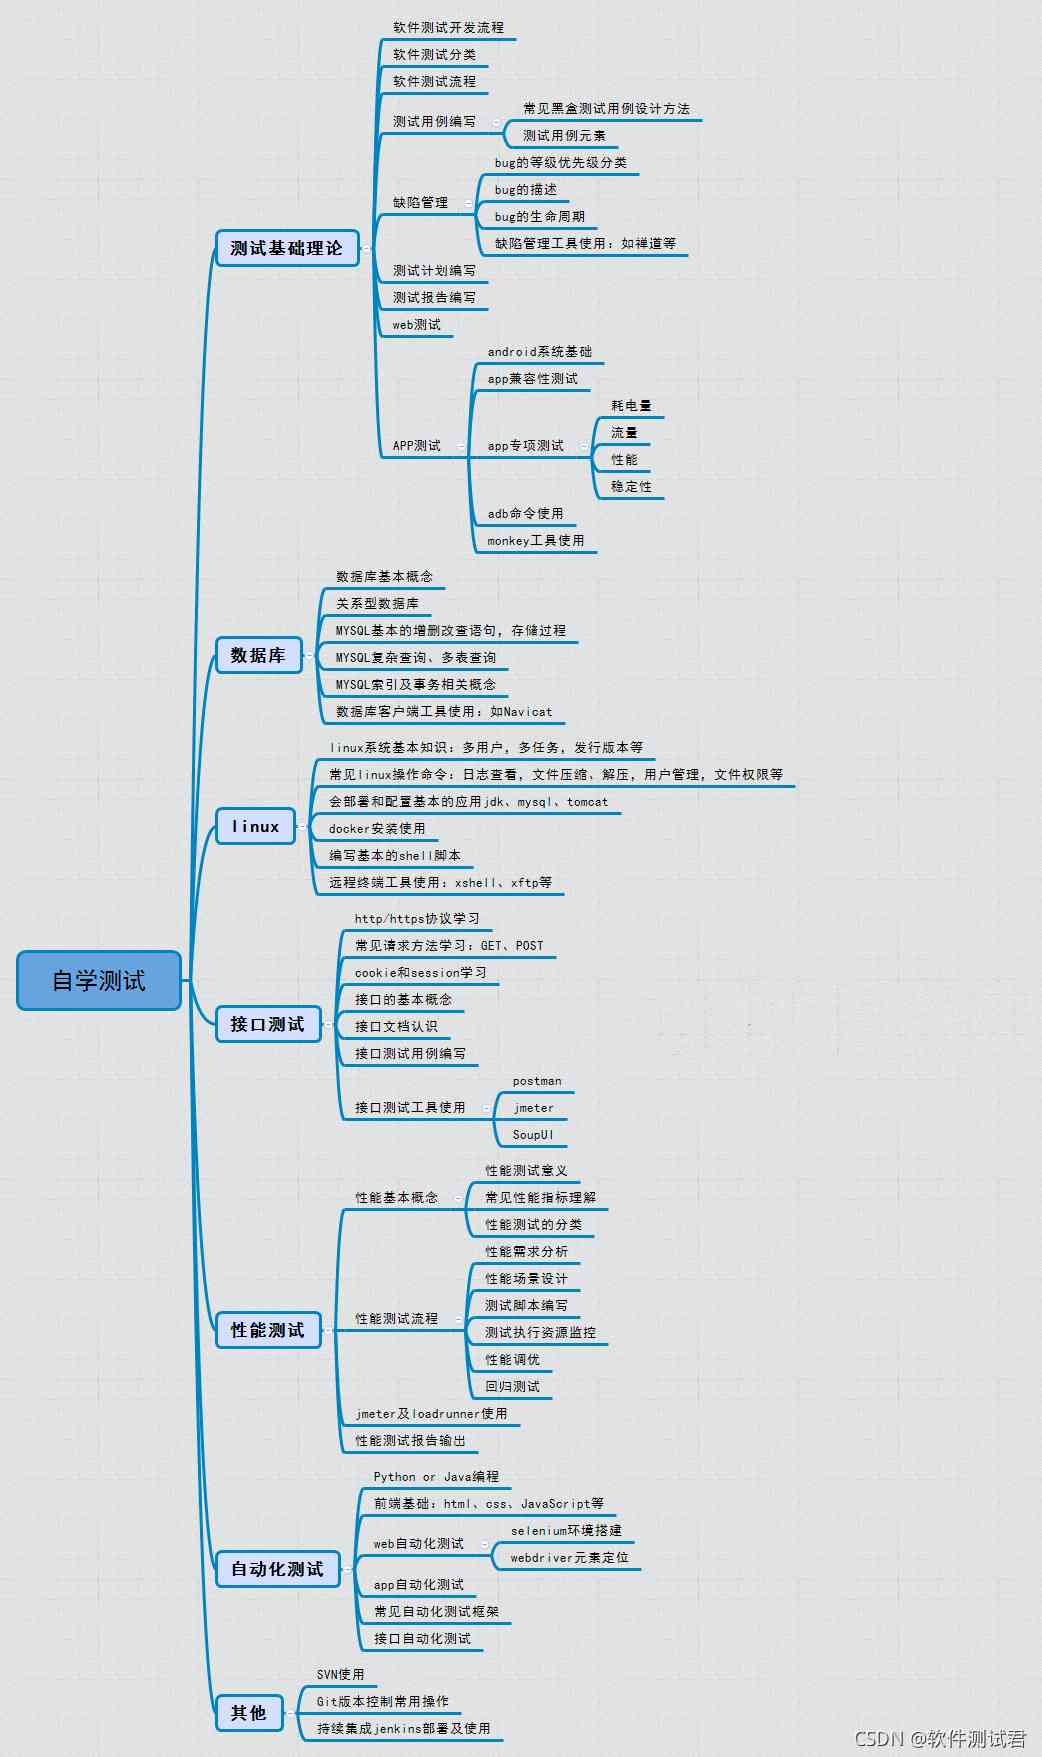 自学测试
测试基础理论
软件测试开发流程
软件测试分类
软件测试流程
测试用例编写
常见黑盒测试用例设计方法
测试用例元素
缺陷管理
bug的等级优先级分类
bug的描述
bug的生命周期
缺陷管理工具使用：如禅道等
测试计划编写
测试报告编写
web测试
APP测试
android系统基础
app兼容性测试
app专项测试
耗电量
流量
性能
稳定性
adb命令使用
monkey工具使用
数据库
数据库基本概念
关系型数据库
MYSQL基本的增删改查语句，存储过程
MYSQL复杂查询、多表查询
MYSQL索引及事务相关概念
数据库客户端工具使用：如Navicat
linux
linux系统基本知识：多用户，多任务，发行版本等
常见linux操作命令：日志查看，文件压缩、解压，用户管理，文件权限等
会部署和配置基本的应用jdk、mysql、tomcat
docker安装使用
编写基本的shell脚本
远程终端工具使用：xshell、xftp等
接口测试
http/https协议学习
常见请求方法学习：GET、POST
cookie和session学习
接口的基本概念
接口文档认识
接口测试用例编写
接口测试工具使用
postman
jmeter
SoupUI
性能测试
性能基本概念
性能测试意义
常见性能指标理解
性能测试的分类
性能测试流程
性能需求分析
性能场景设计
测试脚本编写
测试执行资源监控
性能调优
回归测试
jmeter及loadrunner使用
性能测试报告输出
自动化测试
Python or Java编程
前端基础：html、css、JavaScript等
web自动化测试
selenium环境搭建
webdriver元素定位
app自动化测试
常见自动化测试框架
接口自动化测试
其他
SVN使用
Git版本控制常用操作
持续集成jenkins部署及使用
CSDN @软件测试君